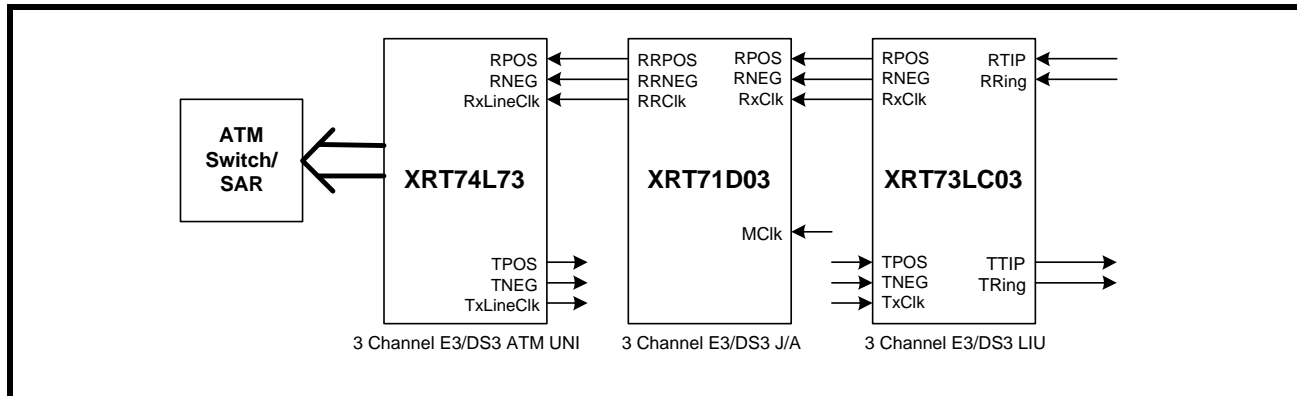 ATM
Switch/
SAR
RPOS
RNEG
RxLineClk
XRT74L73
TPOS
TNEG
TxLineClk
3 Channel E3/DS3 ATM UNI
RRPOS
RRNEG
RRClk
RPOS
RNEG
RxClk
XRT71D03
MClk
3 Channel E3/DS3 J/A
RPOS
RNEG
RxClk
RTIP
RRing
XRT73LC03
TPOS
TNEG
TxClk
TTIP
TRing
3 Channel E3/DS3 LIU